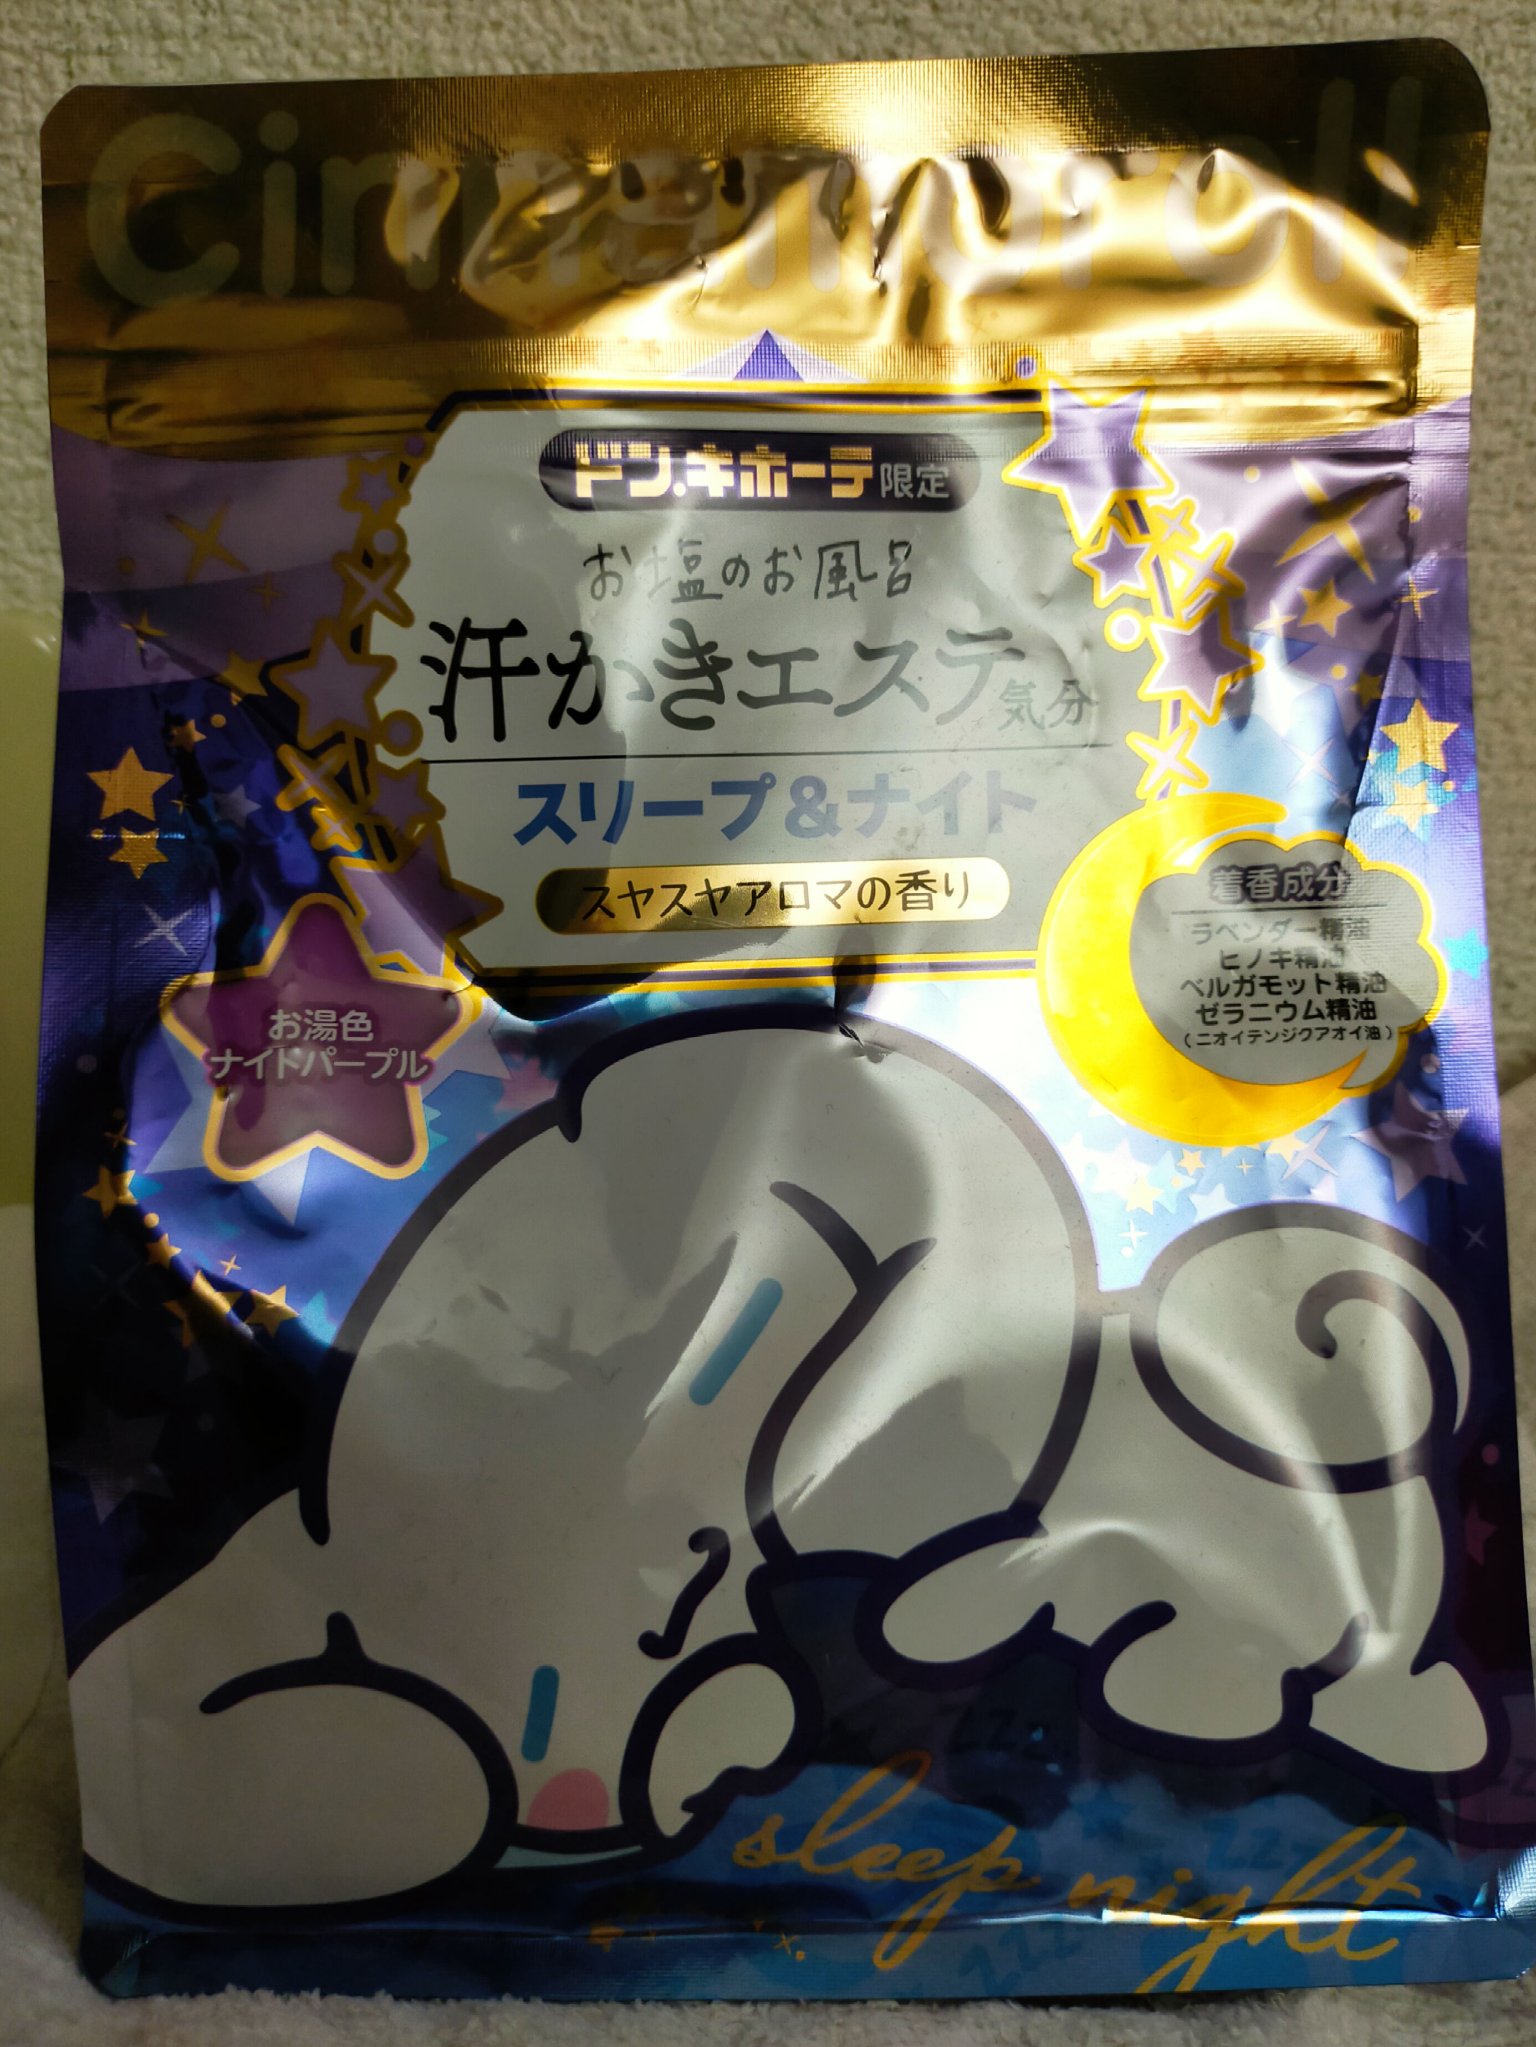 Cinnamoroll
ドン.キホーテ限定
お塩のお風呂
汗かきエステ気分
スリープ&ナイト
スヤスヤアロマの香り
着香成分
ラベンダー精油
ヒノキ精油
ベルガモット精油
ゼラニウム精油
(ニオイテンジクアオイ油)
お湯色
ナイトパープル
zzz
sleep night
zzz
zzz